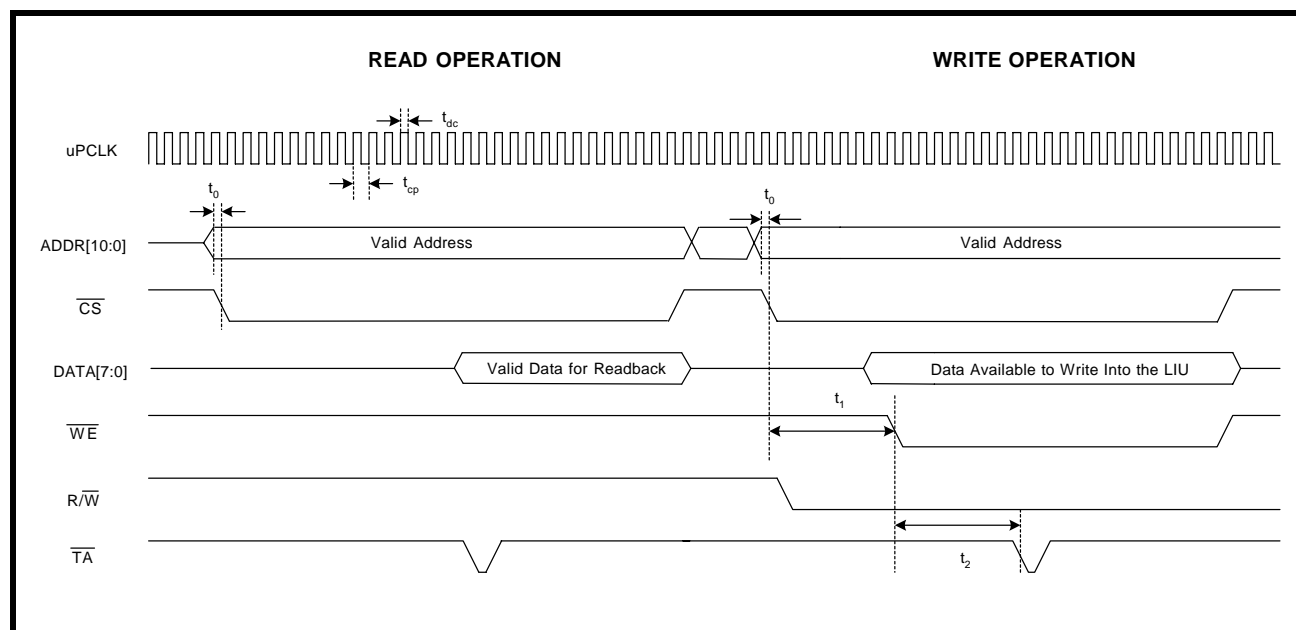 READ OPERATION WRITE OPERATION
t_dc
uPCLK
t_0 t_cp t_0
ADDR[10:0] Valid Address Valid Address
CS
DATA[7:0] Valid Data for Readback Data Available to Write Into the LIU
t_1
WE
R/W
TA
t_2